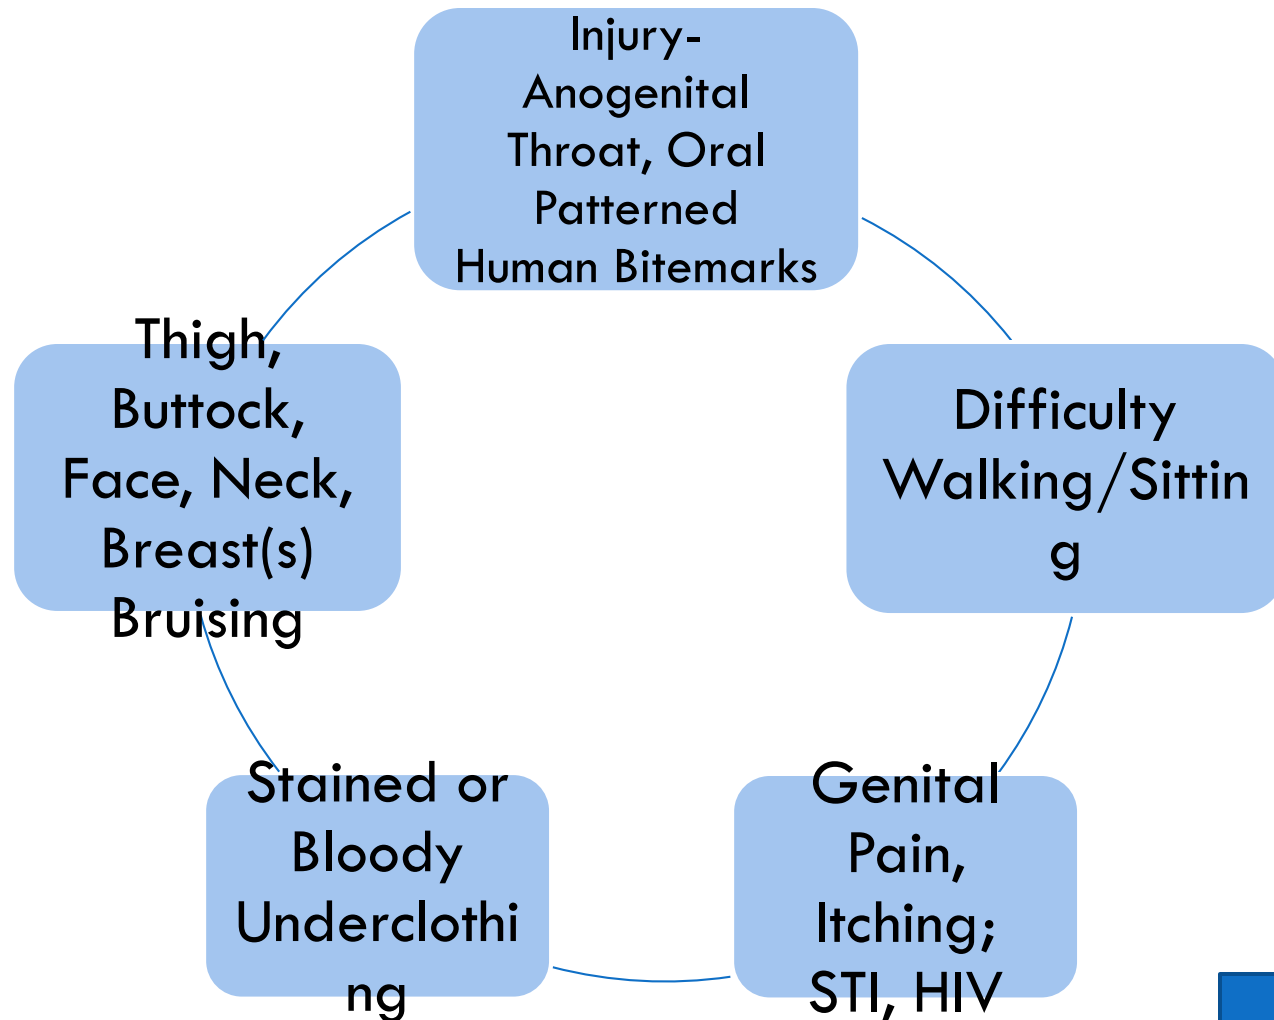 Injury-
Anogenital
Throat, Oral
Patterned
Human Bitemarks
Difficulty
Walking/Sittin
g
Genital
Pain,
Itching;
STI, HIV
Stained or
Bloody
Underclothi
ng
Thigh,
Buttock,
Face, Neck,
Breast(s)
Bruising